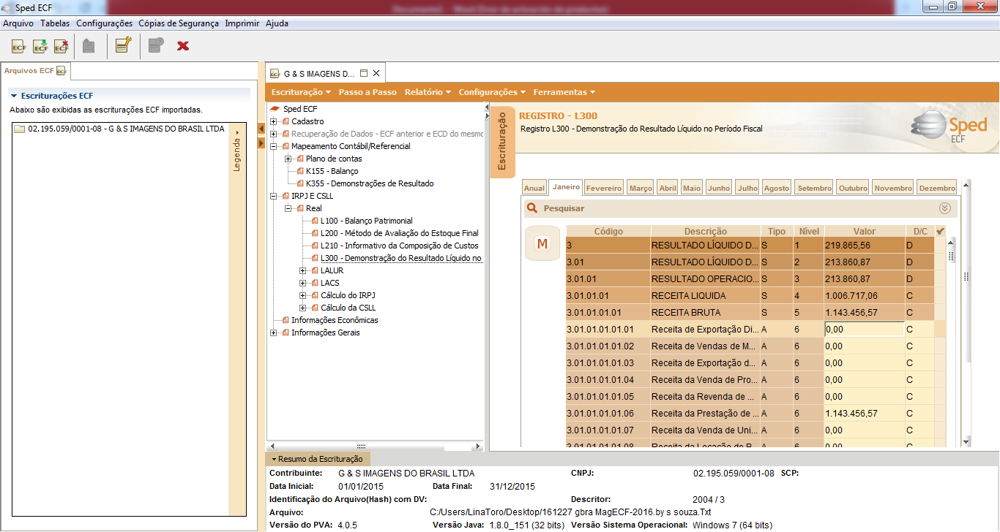 Sped ECF
Arquivo Tabelas Configurações Cópias de Segurança Imprimir Ajuda
ECF ECF ECF
Arquivos ECF
Escriturações ECF
Abaixo são exibidas as escriturações ECF importadas.
02.195.059/0001-08 - G & S IMAGENS DO BRASIL LTDA
Legenda
G & S IMAGENS D...
Escrituração Passo a Passo Relatório Configurações Ferramentas
Sped ECF
Cadastro
Recuperação de Dados - ECF anterior e ECD do mesmo
Mapeamento Contábil/Referencial
Plano de contas
K155 - Balanço
K355 - Demonstrações de Resultado
IRPJ E CSLL
Real
L100 - Balanço Patrimonial
L200 - Método de Avaliação do Estoque Final
L210 - Informativo da Composição de Custos
L300 - Demonstração do Resultado Líquido no
LALUR
LACS
Cálculo do IRPJ
Cálculo da CSLL
Informações Econômicas
Informações Gerais
Escrituração
REGISTRO - L300
Registro L300 - Demonstração do Resultado Líquido no Período Fiscal
Sped
ECF
Anual Janeiro Fevereiro Março Abril Maio Junho Julho Agosto Setembro Outubro Novembro Dezembro
Pesquisar
M
Código Descrição Tipo Nivel Valor D/C
3 RESULTADO LÍQUIDO D... S 1 219.865,56 D
3.01 RESULTADO LÍQUIDO D... S 2 213.860,87 D
3.01.01 RESULTADO OPERACIO... S 3 213.860,87 D
3.01.01.01 RECEITA LIQUIDA S 4 1.006.717,06 C
3.01.01.01.01 RECEITA BRUTA S 5 1.143.456,57 C
3.01.01.01.01.01 Receita de Exportação Di... A 6 0,00 C
3.01.01.01.01.02 Receita de Vendas de M... A 6 0,00 C
3.01.01.01.01.03 Receita de Exportação d... A 6 0,00 C
3.01.01.01.01.04 Receita da Venda de Pro... A 6 0,00 C
3.01.01.01.01.05 Receita da Revenda de ... A 6 0,00 C
3.01.01.01.01.06 Receita da Prestação de ... A 6 1.143.456,57 C
3.01.01.01.01.07 Receita da Venda de Uni... A 6 0,00 C
3.01.01.01.01.08 Receita da Locação de B... A 6 0,00 C
Resumo da Escrituração
Contribuinte: G & S IMAGENS DO BRASIL LTDA CNPJ: 02.195.059/0001-08 SCP:
Data Inicial: 01/01/2015 Data Final: 31/12/2015
Identificação do Arquivo(Hash) com DV: Descritor: 2004 / 3
Arquivo: C:/Users/LinaToro/Desktop/161227 gbra MagECF-2016.by s souza.Txt
Versão do PVA: 4.0.5 Versão Java: 1.8.0_151 (32 bits) Versão Sistema Operacional: Windows 7 (64 bits)